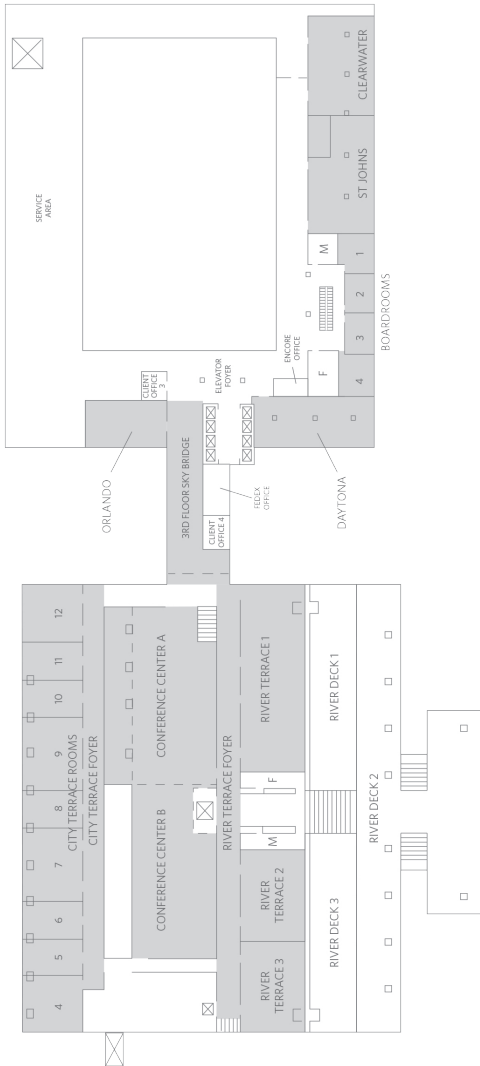 SERVICE
AREA
CLEARWATER
ST JOHNS
M
1
2
3
4
BOARDROOMS
ENCORE
OFFICE
F
CLIENT
OFFICE
3
ELEVATOR
FOYER
ORLANDO
3RD FLOOR SKY BRIDGE
CLIENT
OFFICE 4
FEDEX
OFFICE
DAYTONA
12
11
10
9
8
7
6
5
4
CITY TERRACE ROOMS
CITY TERRACE FOYER
CONFERENCE CENTER A
CONFERENCE CENTER B
RIVER TERRACE FOYER
RIVER TERRACE 1
F
M
RIVER
TERRACE 2
RIVER
TERRACE 3
RIVER DECK 1
RIVER DECK 2
RIVER DECK 3